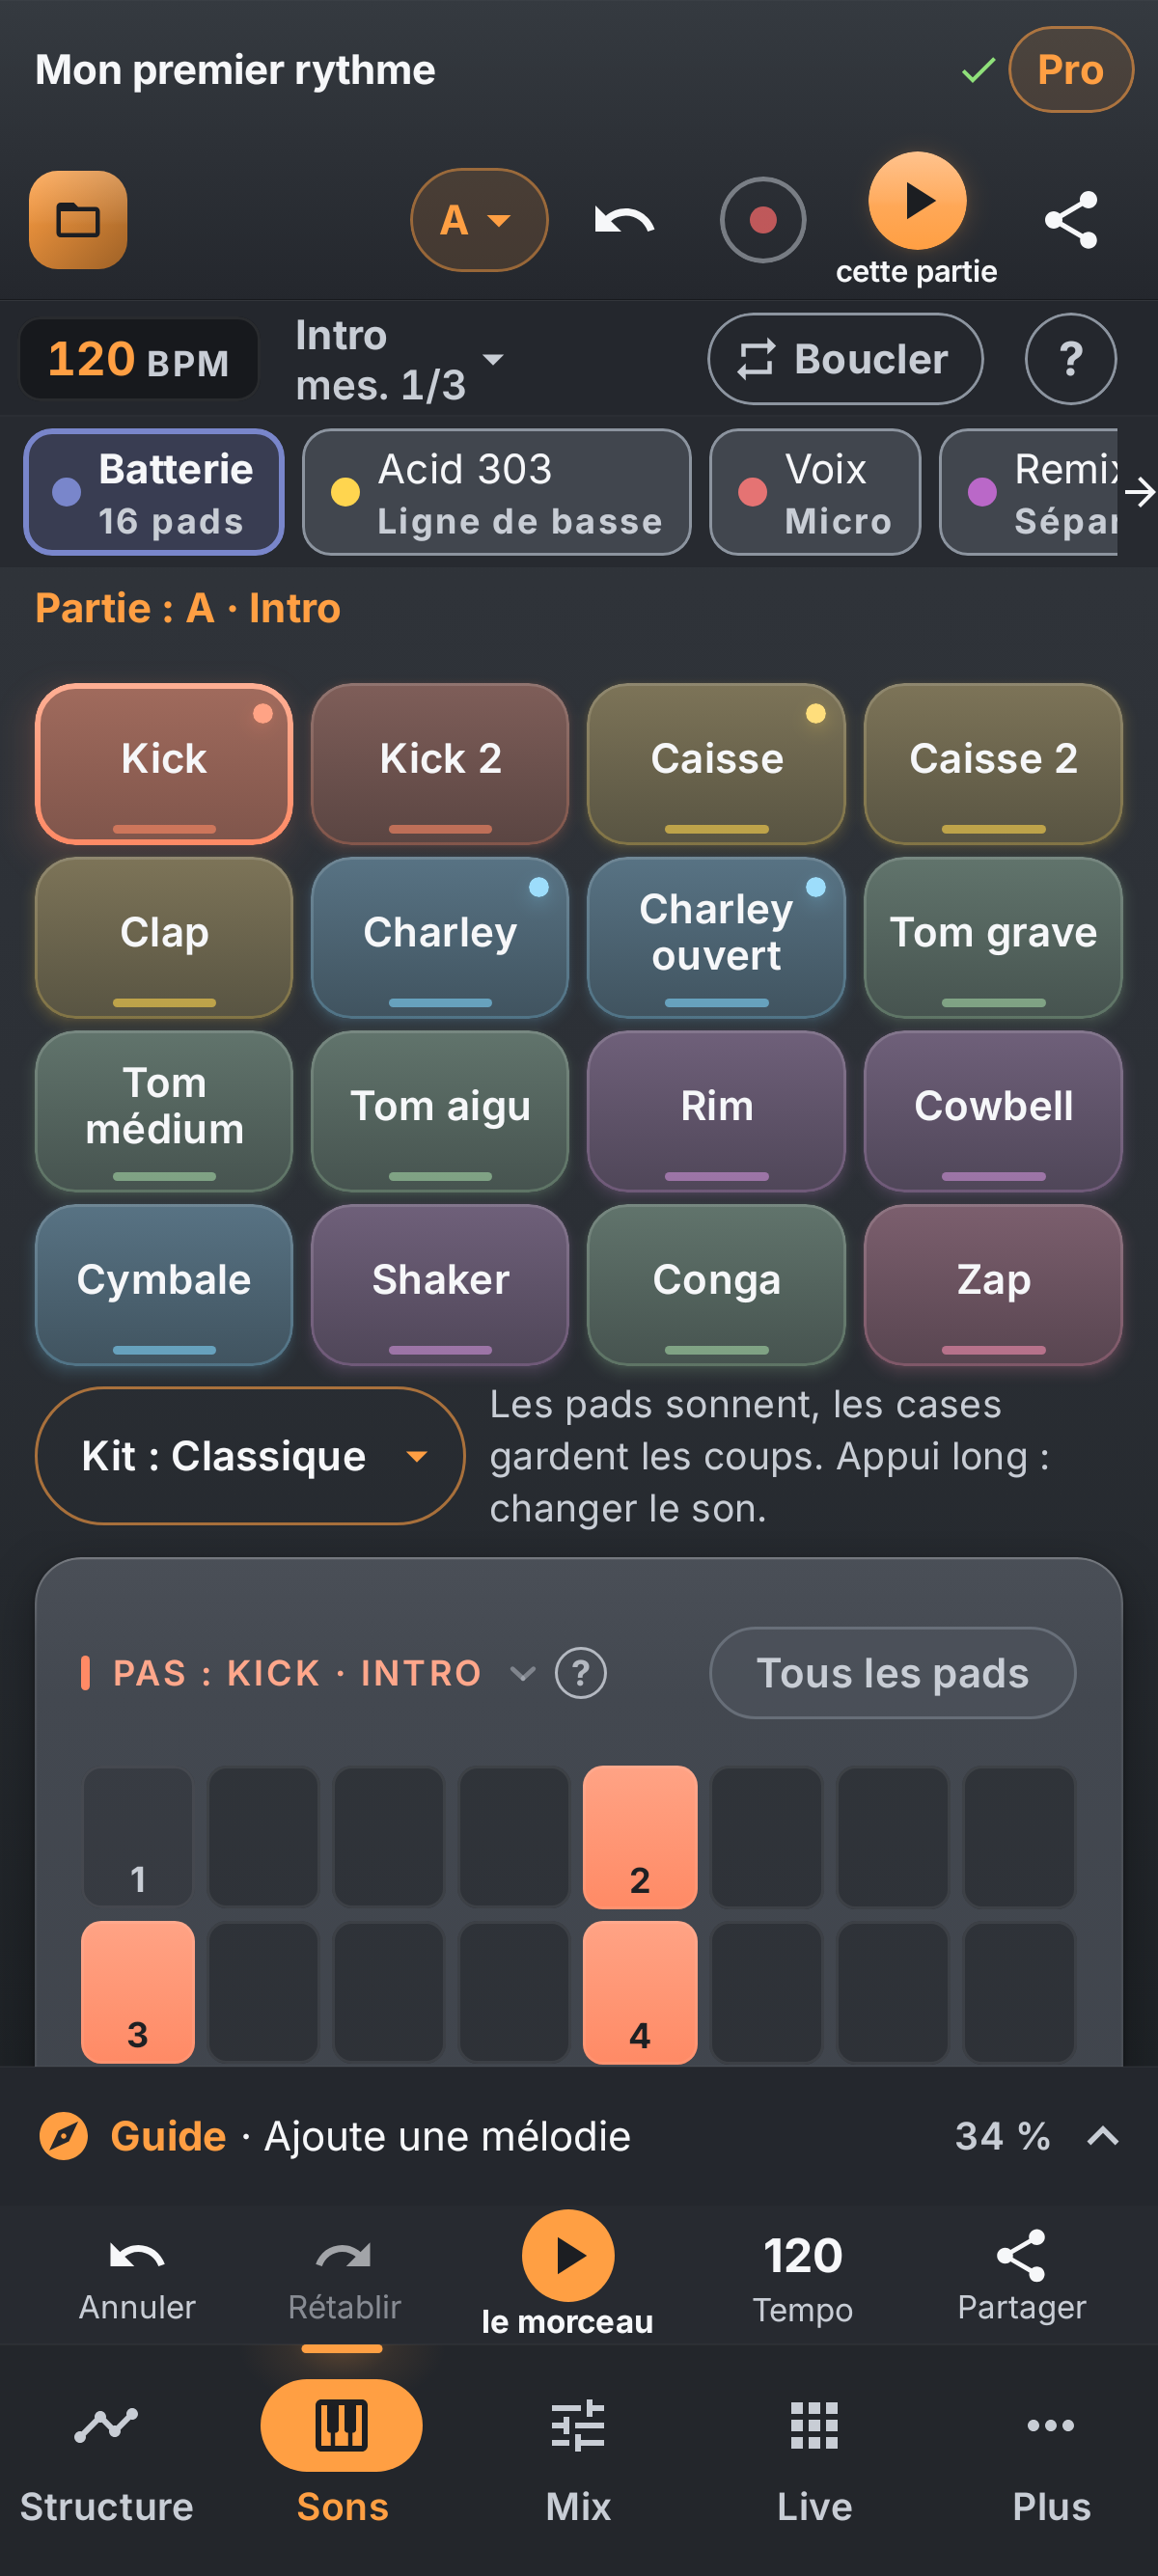 Mon premier rythme
Pro
A
cette partie
120 BPM
Intro
mes. 1/3
Boucler
?
Batterie
16 pads
Acid 303
Ligne de basse
Voix
Micro
Remix
Sépar
Partie : A · Intro
Kick
Kick 2
Caisse
Caisse 2
Clap
Charley
Charley
ouvert
Tom grave
Tom
médium
Tom aigu
Rim
Cowbell
Cymbale
Shaker
Conga
Zap
Kit : Classique
Les pads sonnent, les cases
gardent les coups. Appui long :
changer le son.
PAS : KICK · INTRO
?
Tous les pads
1
2
3
4
Guide · Ajoute une mélodie
34 %
Annuler
Rétablir
le morceau
120
Tempo
Partager
Structure
Sons
Mix
Live
Plus